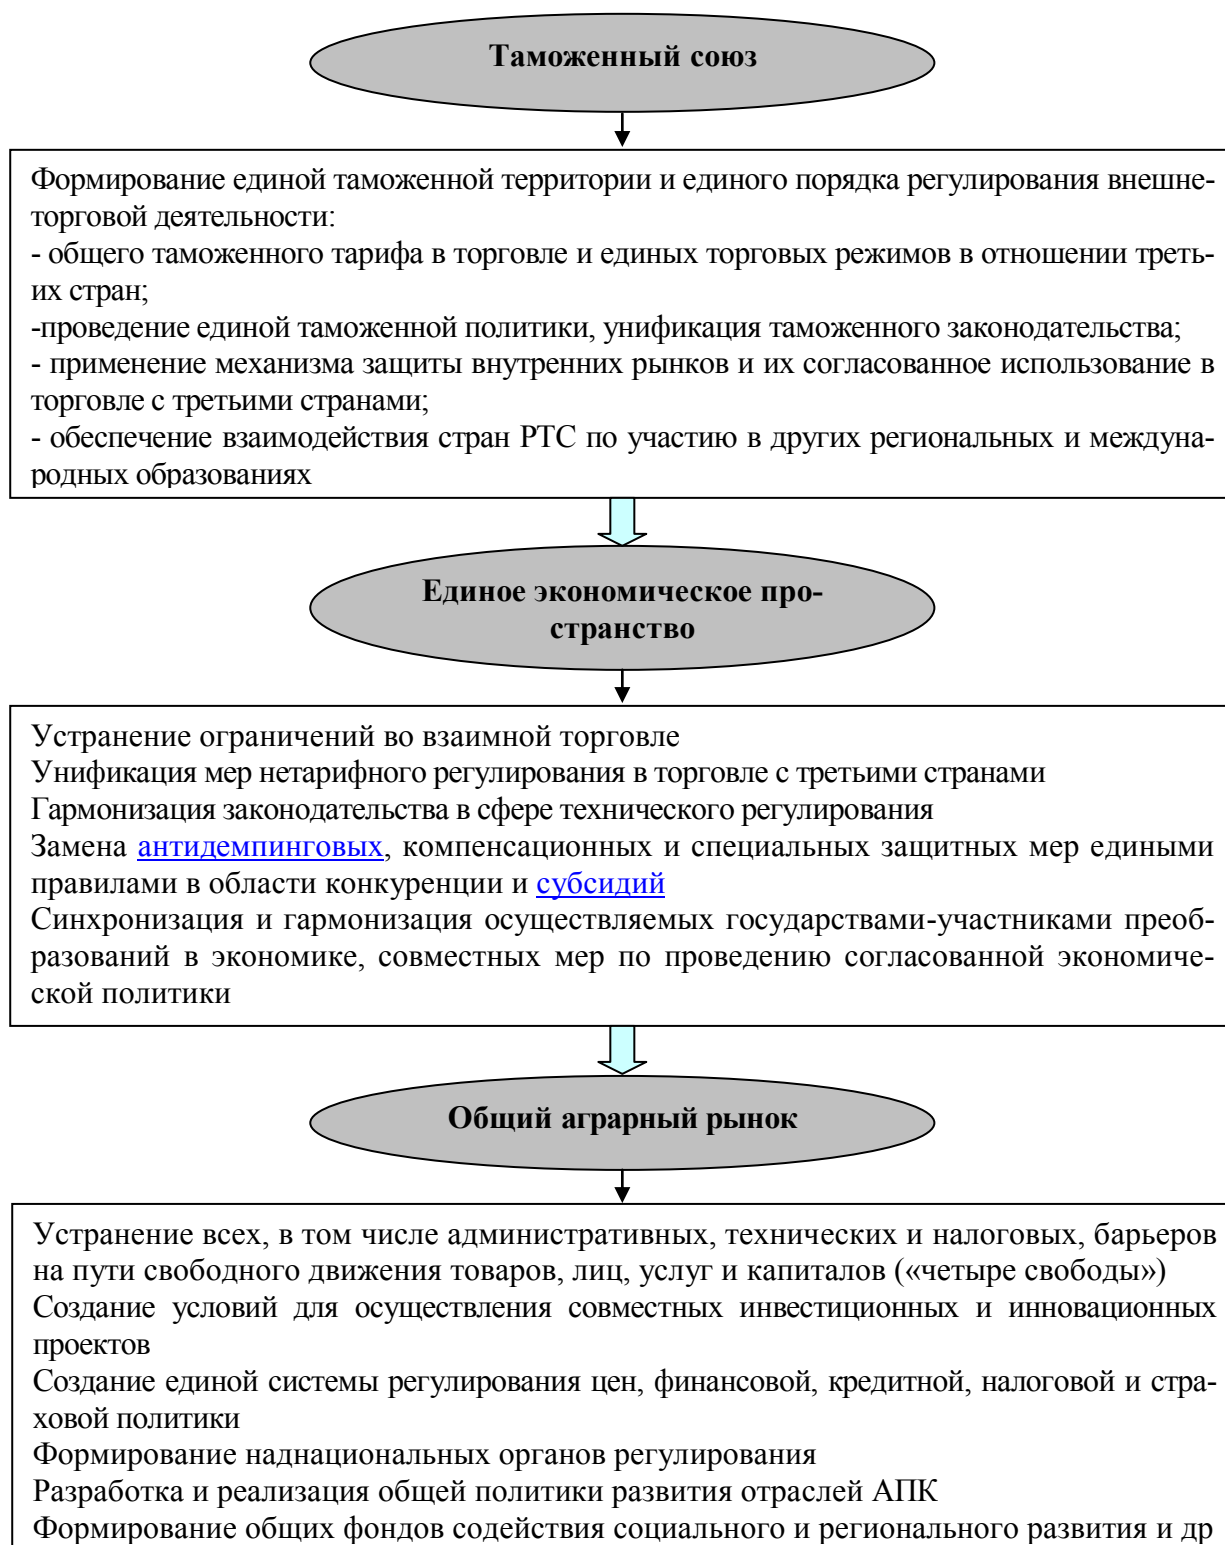 Таможенный союз
Формирование единой таможенной территории и единого порядка регулирования внешне-
торговой деятельности:
- общего таможенного тарифа в торговле и единых торговых режимов в отношении треть-
их стран;
-проведение единой таможенной политики, унификация таможенного законодательства;
- применение механизма защиты внутренних рынков и их согласованное использование в
торговле с третьими странами;
- обеспечение взаимодействия стран РТС по участию в других региональных и междуна-
родных образованиях
Единое экономическое про-
странство
Устранение ограничений во взаимной торговле
Унификация мер нетарифного регулирования в торговле с третьими странами
Гармонизация законодательства в сфере технического регулирования
Замена антидемпинговых, компенсационных и специальных защитных мер едиными
правилами в области конкуренции и субсидий
Синхронизация и гармонизация осуществляемых государствами-участниками преоб-
разований в экономике, совместных мер по проведению согласованной экономиче-
ской политики
Общий аграрный рынок
Устранение всех, в том числе административных, технических и налоговых, барьеров
на пути свободного движения товаров, лиц, услуг и капиталов («четыре свободы»)
Создание условий для осуществления совместных инвестиционных и инновационных
проектов
Создание единой системы регулирования цен, финансовой, кредитной, налоговой и стра-
ховой политики
Формирование наднациональных органов регулирования
Разработка и реализация общей политики развития отраслей АПК
Формирование общих фондов содействия социального и регионального развития и др